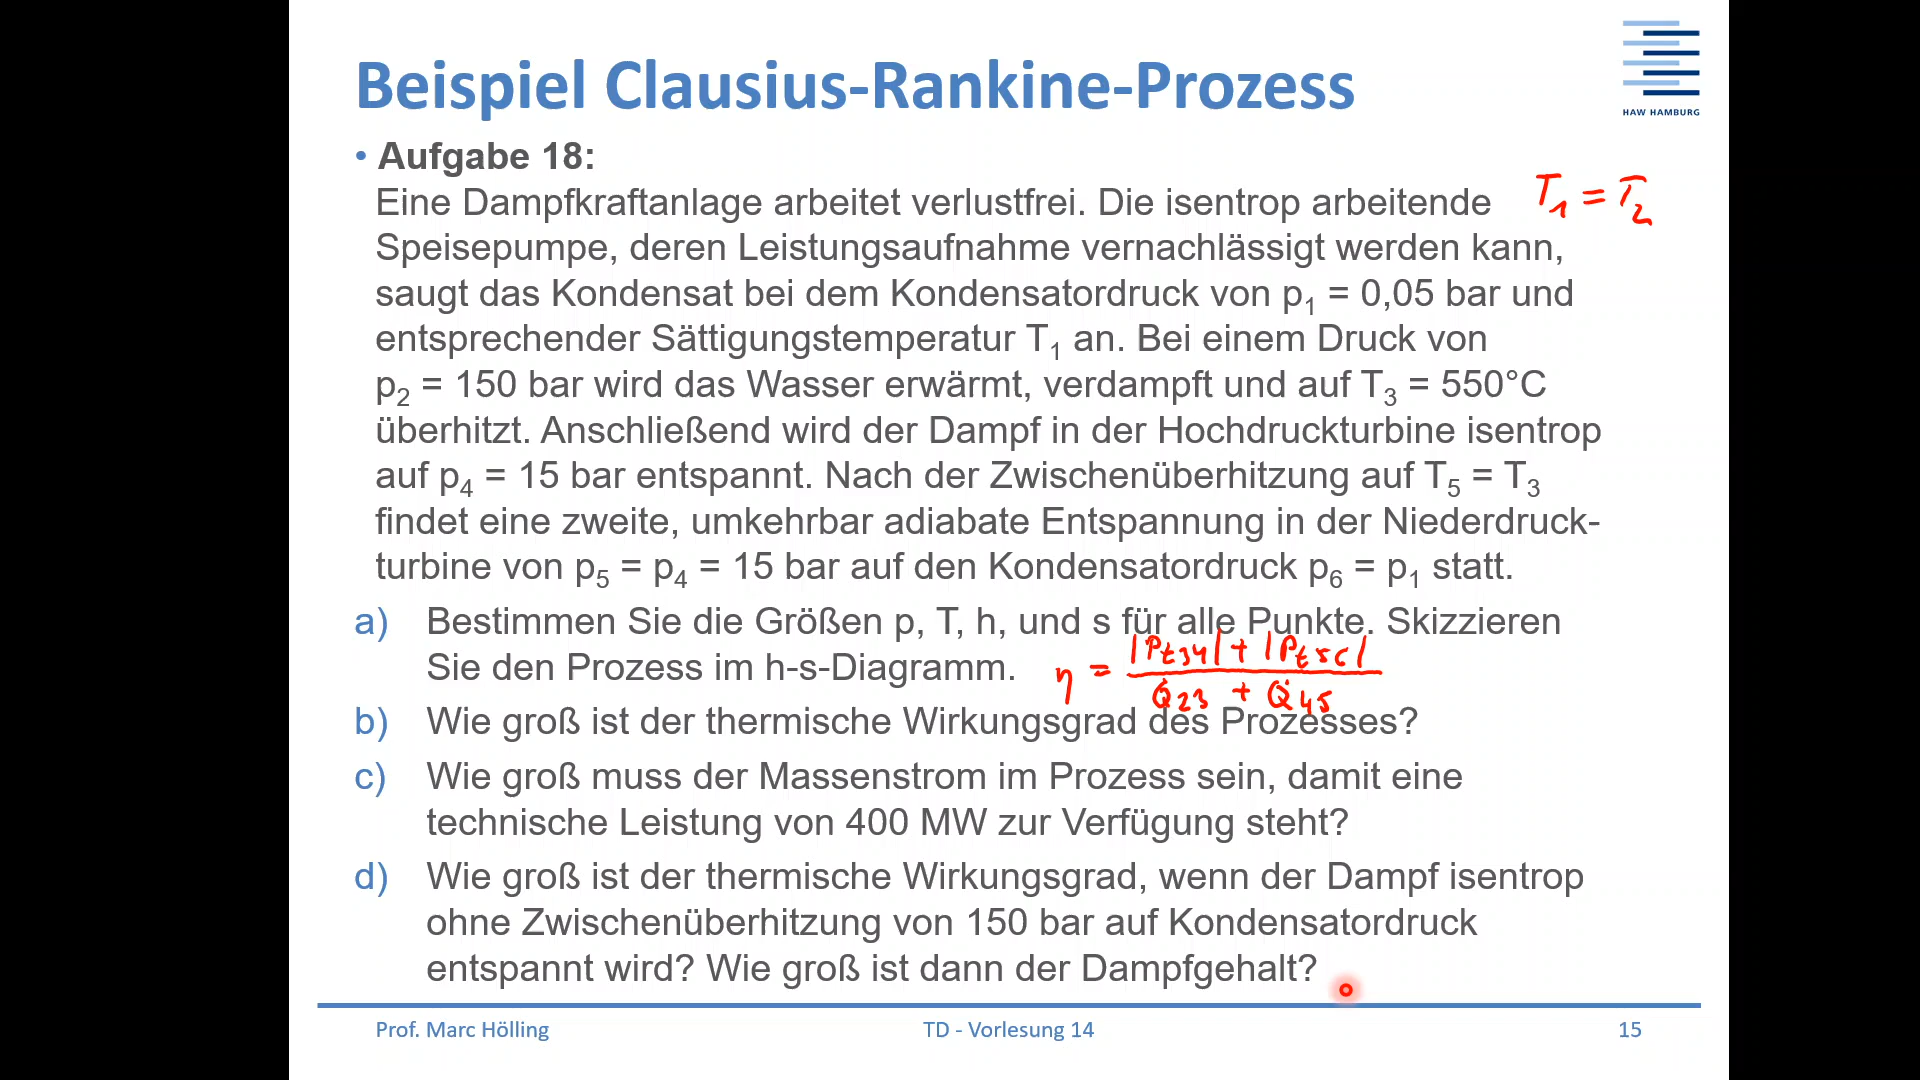 Beispiel Clausius-Rankine-Prozess
HAW HAMBURG
• Aufgabe 18:
Eine Dampfkraftanlage arbeitet verlustfrei. Die isentrop arbeitende
T₁ = T₂
Speisepumpe, deren Leistungsaufnahme vernachlässigt werden kann,
saugt das Kondensat bei dem Kondensatordruck von p₁ = 0,05 bar und
entsprechender Sättigungstemperatur T₁ an. Bei einem Druck von
p₂ = 150 bar wird das Wasser erwärmt, verdampft und auf T₃ = 550°C
überhitzt. Anschließend wird der Dampf in der Hochdruckturbine isentrop
auf p₄ = 15 bar entspannt. Nach der Zwischenüberhitzung auf T₅ = T₃
findet eine zweite, umkehrbar adiabate Entspannung in der Niederdruck-
turbine von p₅ = p₄ = 15 bar auf den Kondensatordruck p₆ = p₁ statt.
a) Bestimmen Sie die Größen p, T, h, und s für alle Punkte. Skizzieren
Sie den Prozess im h-s-Diagramm.
|Pt34| + |Pt56|
η =
Q̇23 + Q̇45
b) Wie groß ist der thermische Wirkungsgrad des Prozesses?
c) Wie groß muss der Massenstrom im Prozess sein, damit eine
technische Leistung von 400 MW zur Verfügung steht?
d) Wie groß ist der thermische Wirkungsgrad, wenn der Dampf isentrop
ohne Zwischenüberhitzung von 150 bar auf Kondensatordruck
entspannt wird? Wie groß ist dann der Dampfgehalt?
Prof. Marc Hölling
TD - Vorlesung 14
15